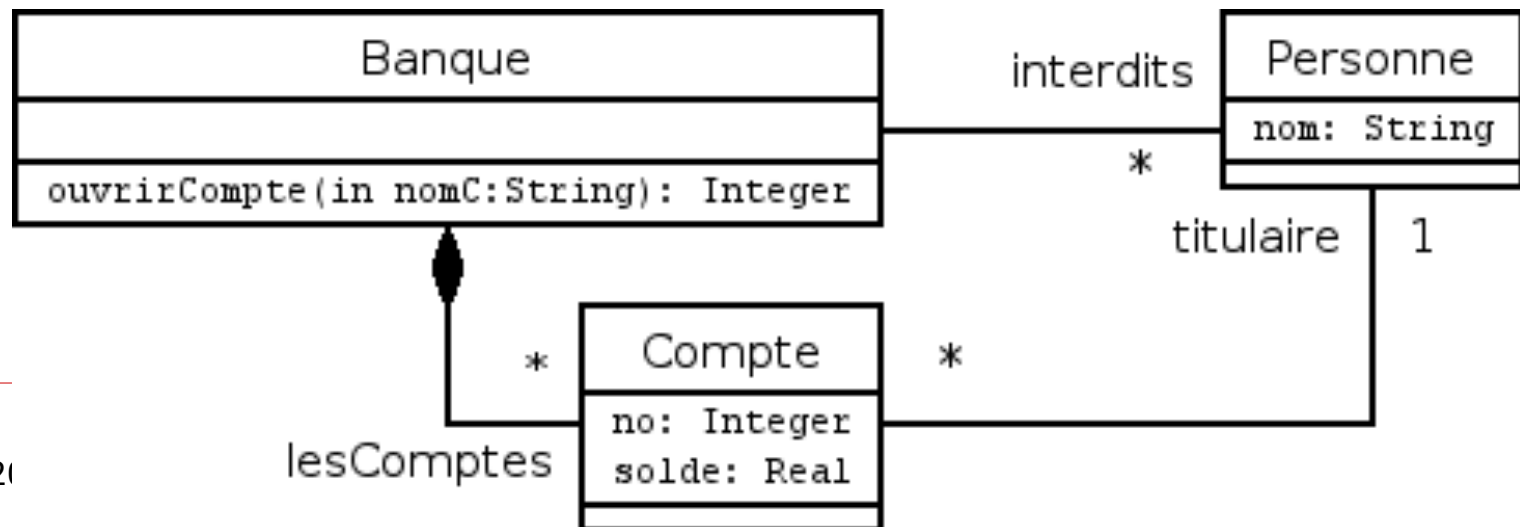 Banque
ouvrirCompte(in nomC:String): Integer
interdits
*
Personne
nom: String
titulaire
1
*
lesComptes
Compte
no: Integer
solde: Real
*